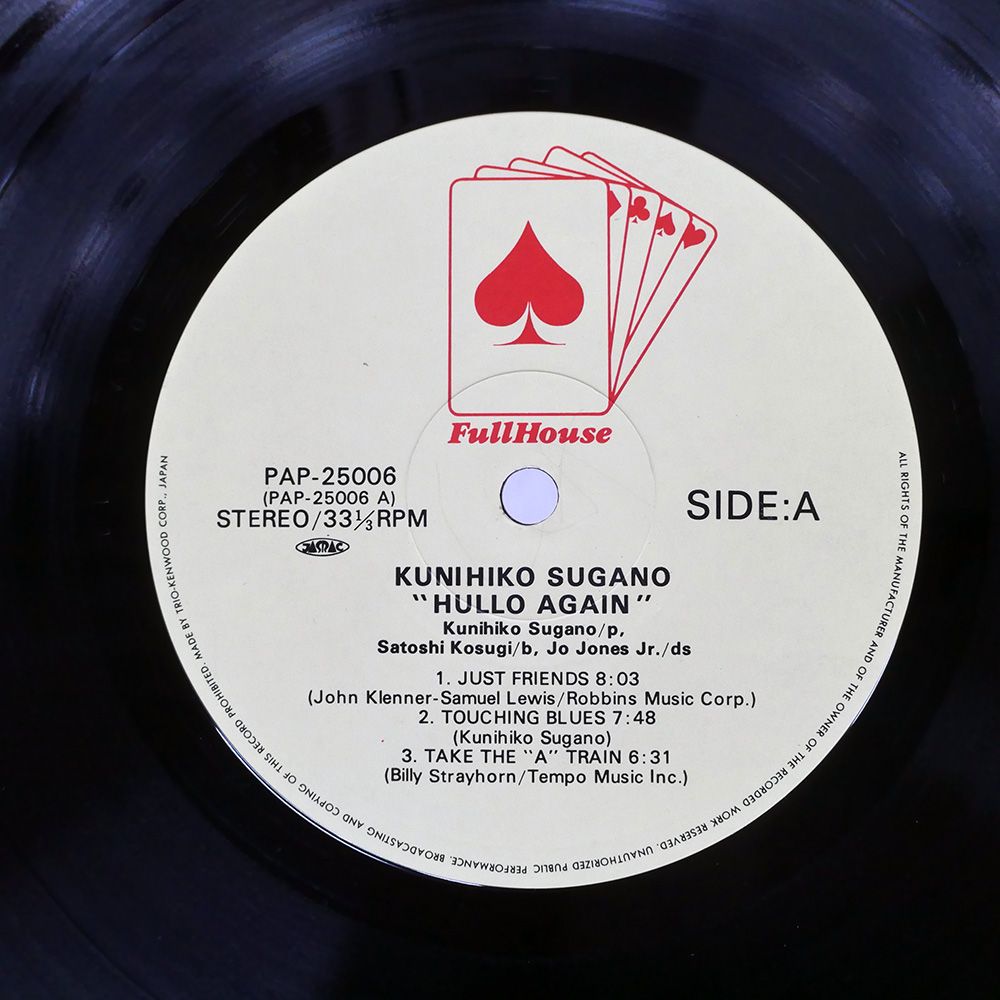 FullHouse
PAP-25006
(PAP-25006 A)
STEREO/33⅓RPM
JASRAC
SIDE:A
KUNIHIKO SUGANO
"HULLO AGAIN"
Kunihiko Sugano/p,
Satoshi Kosugi/b, Jo Jones Jr./ds
1. JUST FRIENDS 8:03
(John Klenner-Samuel Lewis/Robbins Music Corp.)
2. TOUCHING BLUES 7:48
(Kunihiko Sugano)
3. TAKE THE "A" TRAIN 6:31
(Billy Strayhorn/Tempo Music Inc.)
ALL RIGHTS OF THE MANUFACTURER AND OF THE OWNER OF THE RECORDED WORK RESERVED. UNAUTHORIZED PUBLIC PERFORMANCE. BROADCASTING AND COPYING OF THIS RECORD PROHIBITED. MADE BY TRIO-KENWOOD CORP., JAPAN